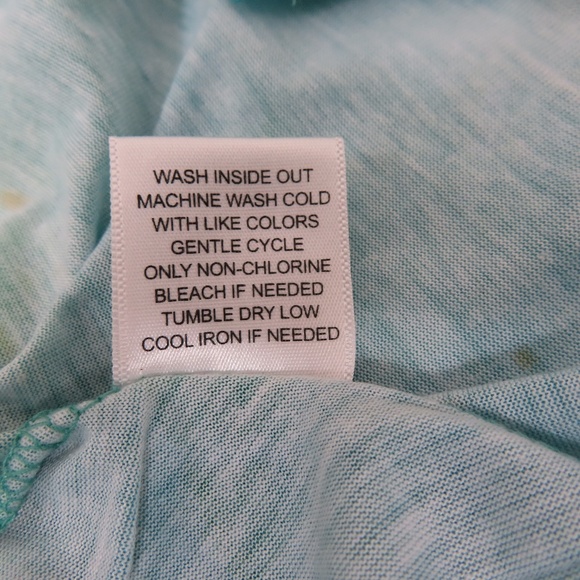 WASH INSIDE OUT
MACHINE WASH COLD
WITH LIKE COLORS
GENTLE CYCLE
ONLY NON-CHLORINE
BLEACH IF NEEDED
TUMBLE DRY LOW
COOL IRON IF NEEDED